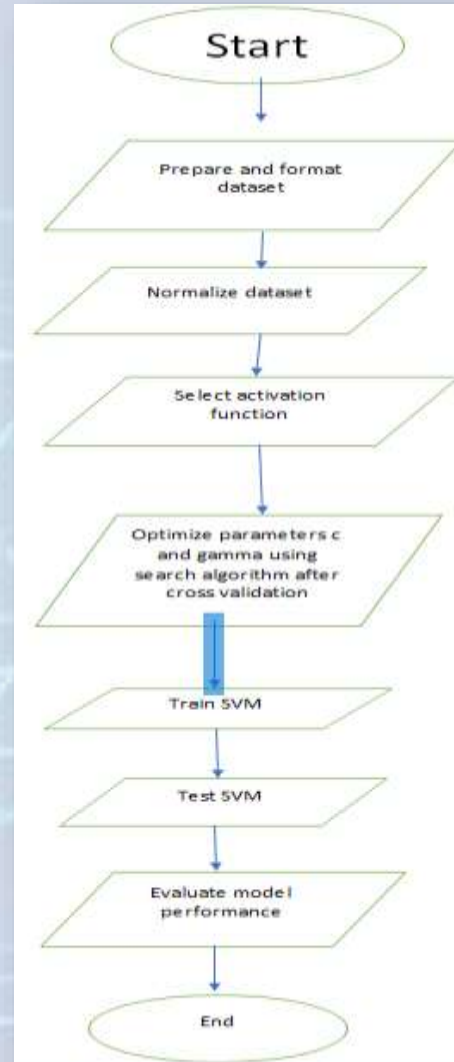 Start
Prepare and format
dataset
Normalize dataset
Select activation
function
Optimize parameters c
and gamma using
search algorithm after
cross validation
Train SVM
Test SVM
Evaluate model
performance
End